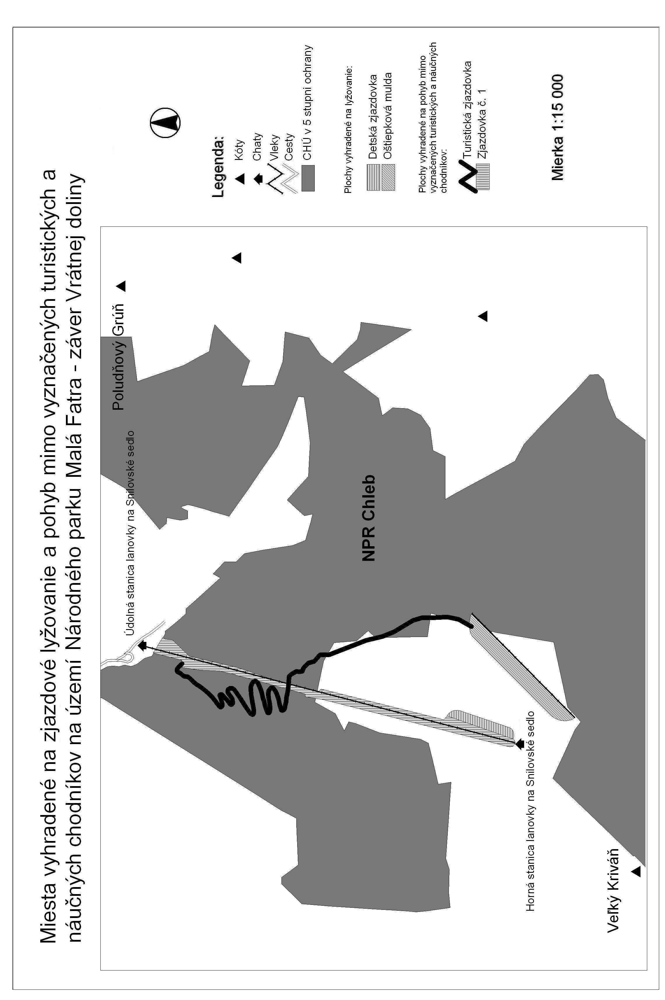 Miesta vyhradené na zjazdové lyžovanie a pohyb mimo vyznačených turistických a
náučných chodníkov na území Národného parku Malá Fatra - záver Vrátnej doliny
Poludňový Grúň
Údolná stanica lanovky na Snilovské sedlo
NPR Chleb
Horná stanica lanovky na Snilovské sedlo
Veľký Kriváň
Legenda:
Kóty
Chaty
Vleky
Cesty
CHÚ v 5 stupni ochrany
Plochy vyhradené na lyžovanie:
Detská zjazdovka
Oštiepková mulda
Plochy vyhradené na pohyb mimo
vyznačených turistických a náučných
chodníkov:
Turistická zjazdovka
Zjazdovka č. 1
Mierka 1:15 000